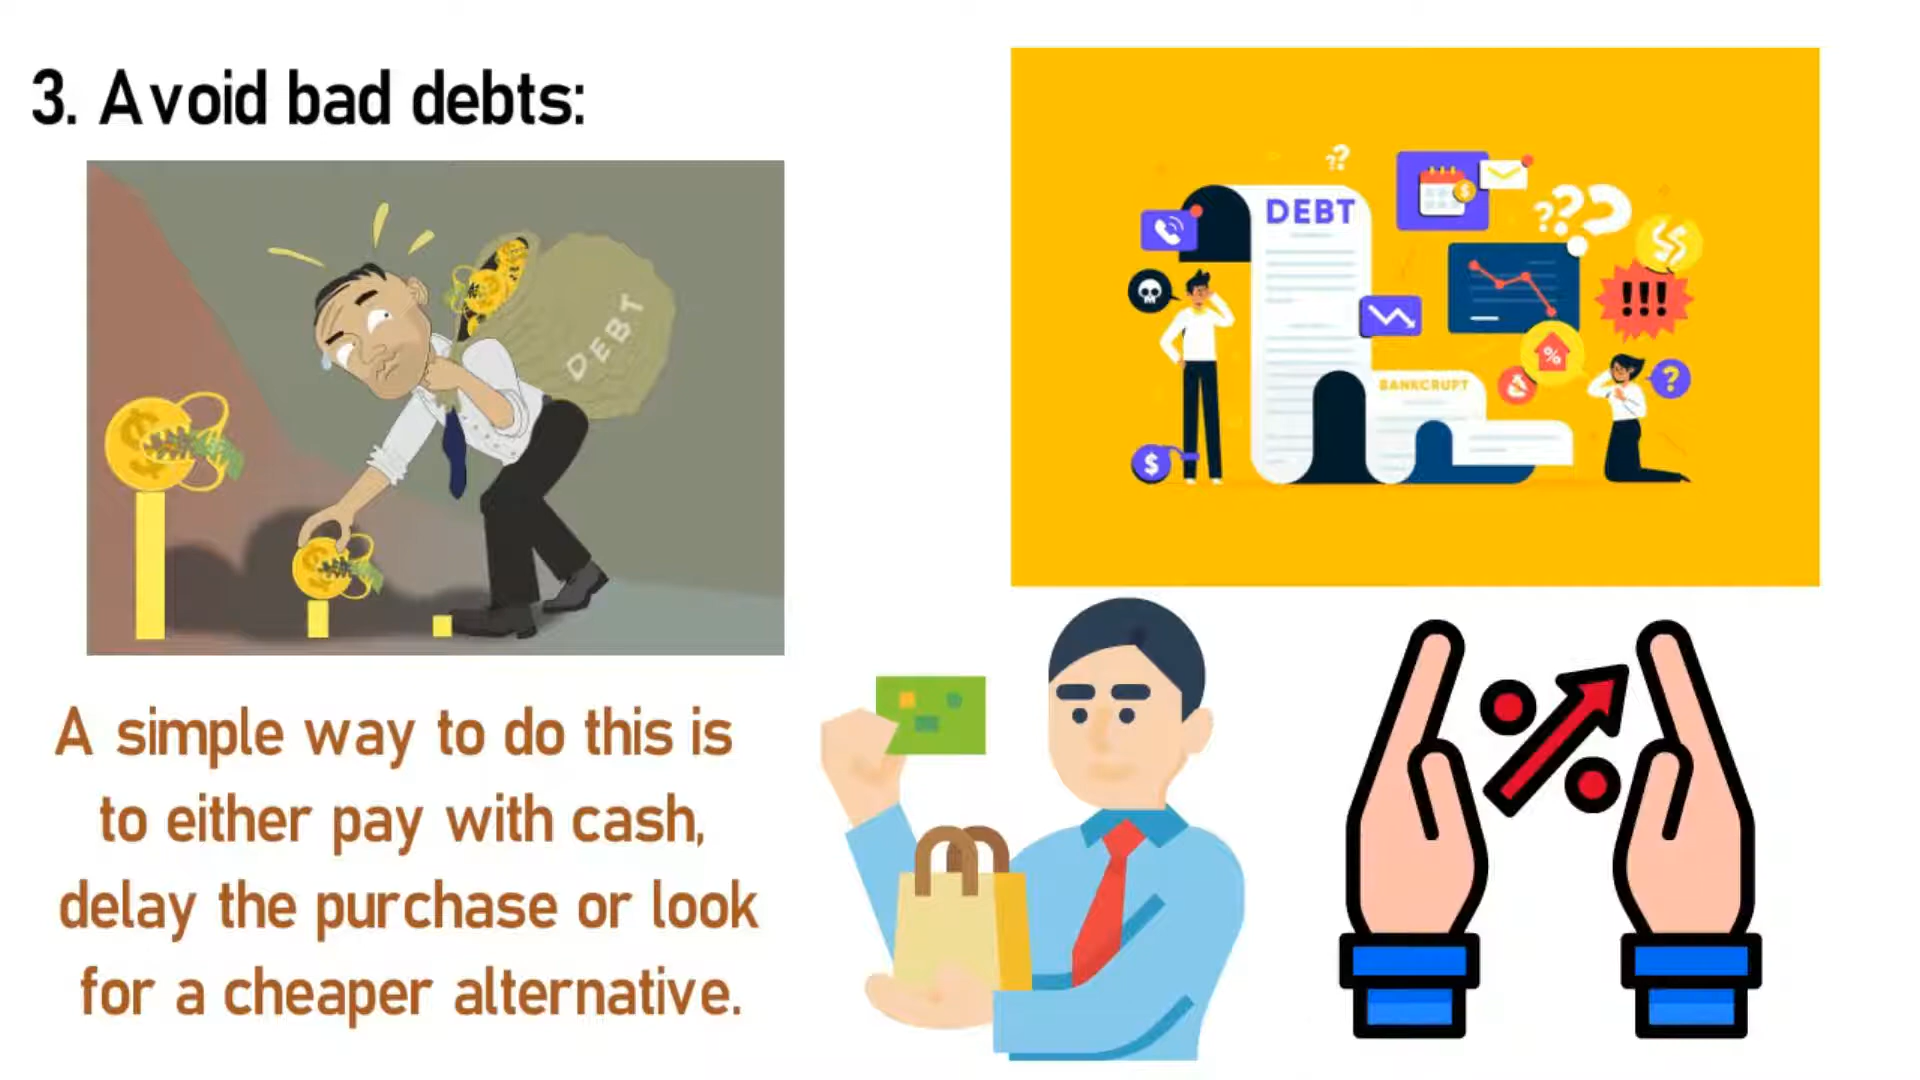 3. Avoid bad debts:
DEBT
DEBT
BANKCRUPT
??
???
!!!
%
?
$
$
A simple way to do this is
to either pay with cash,
delay the purchase or look
for a cheaper alternative.